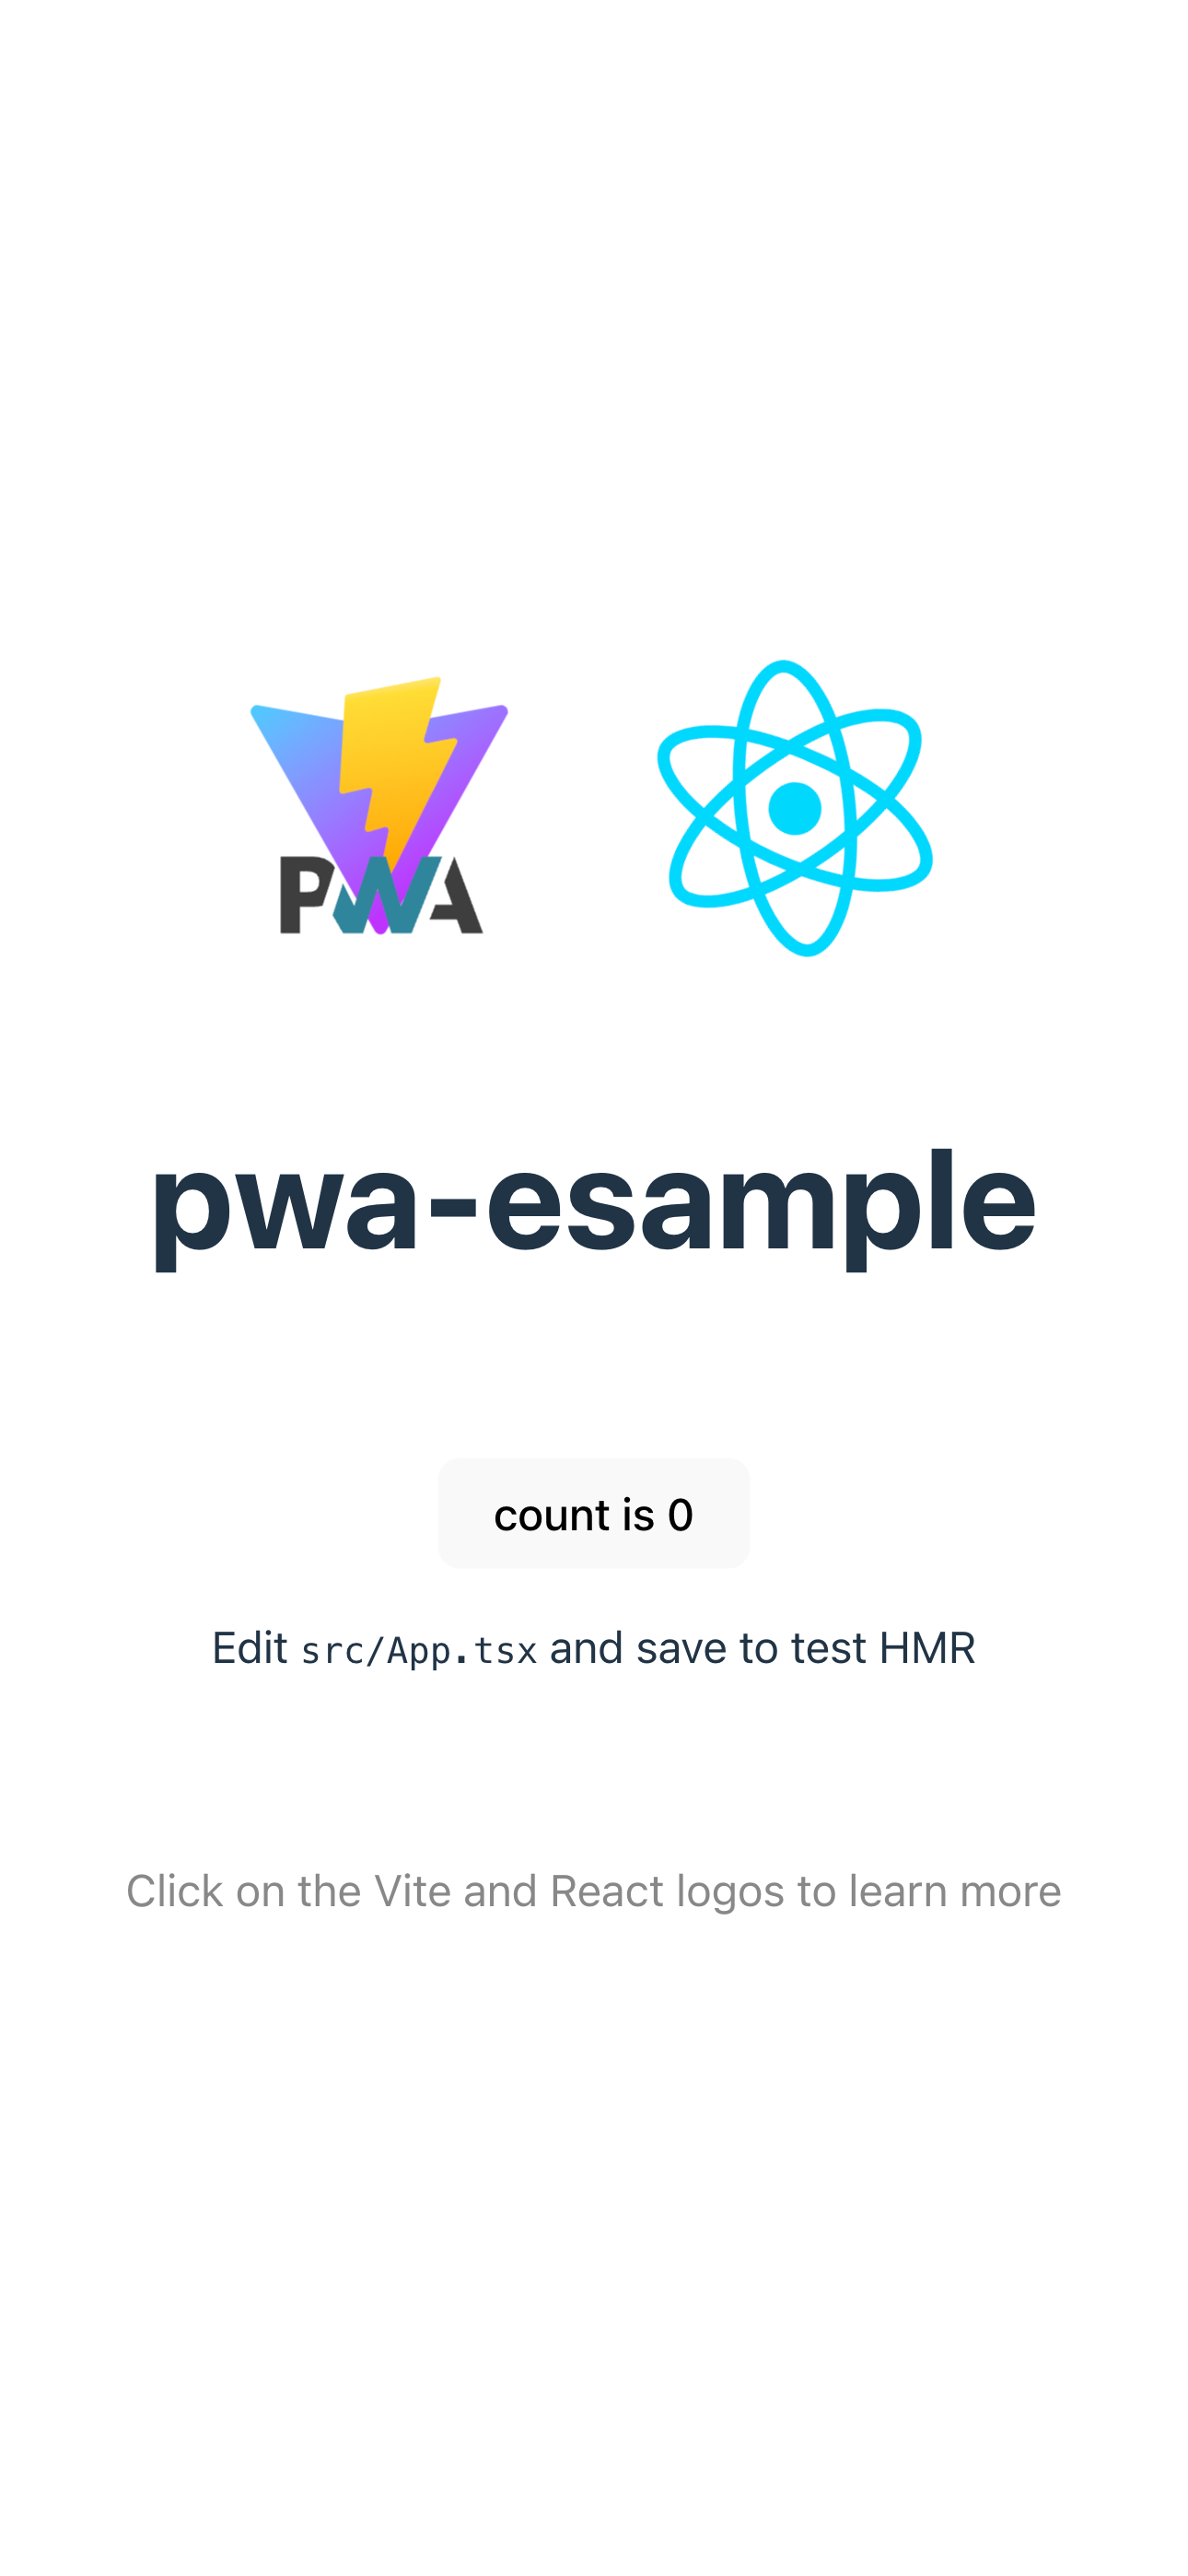 PWA
pwa-esample
count is 0
Edit src/App.tsx and save to test HMR
Click on the Vite and React logos to learn more